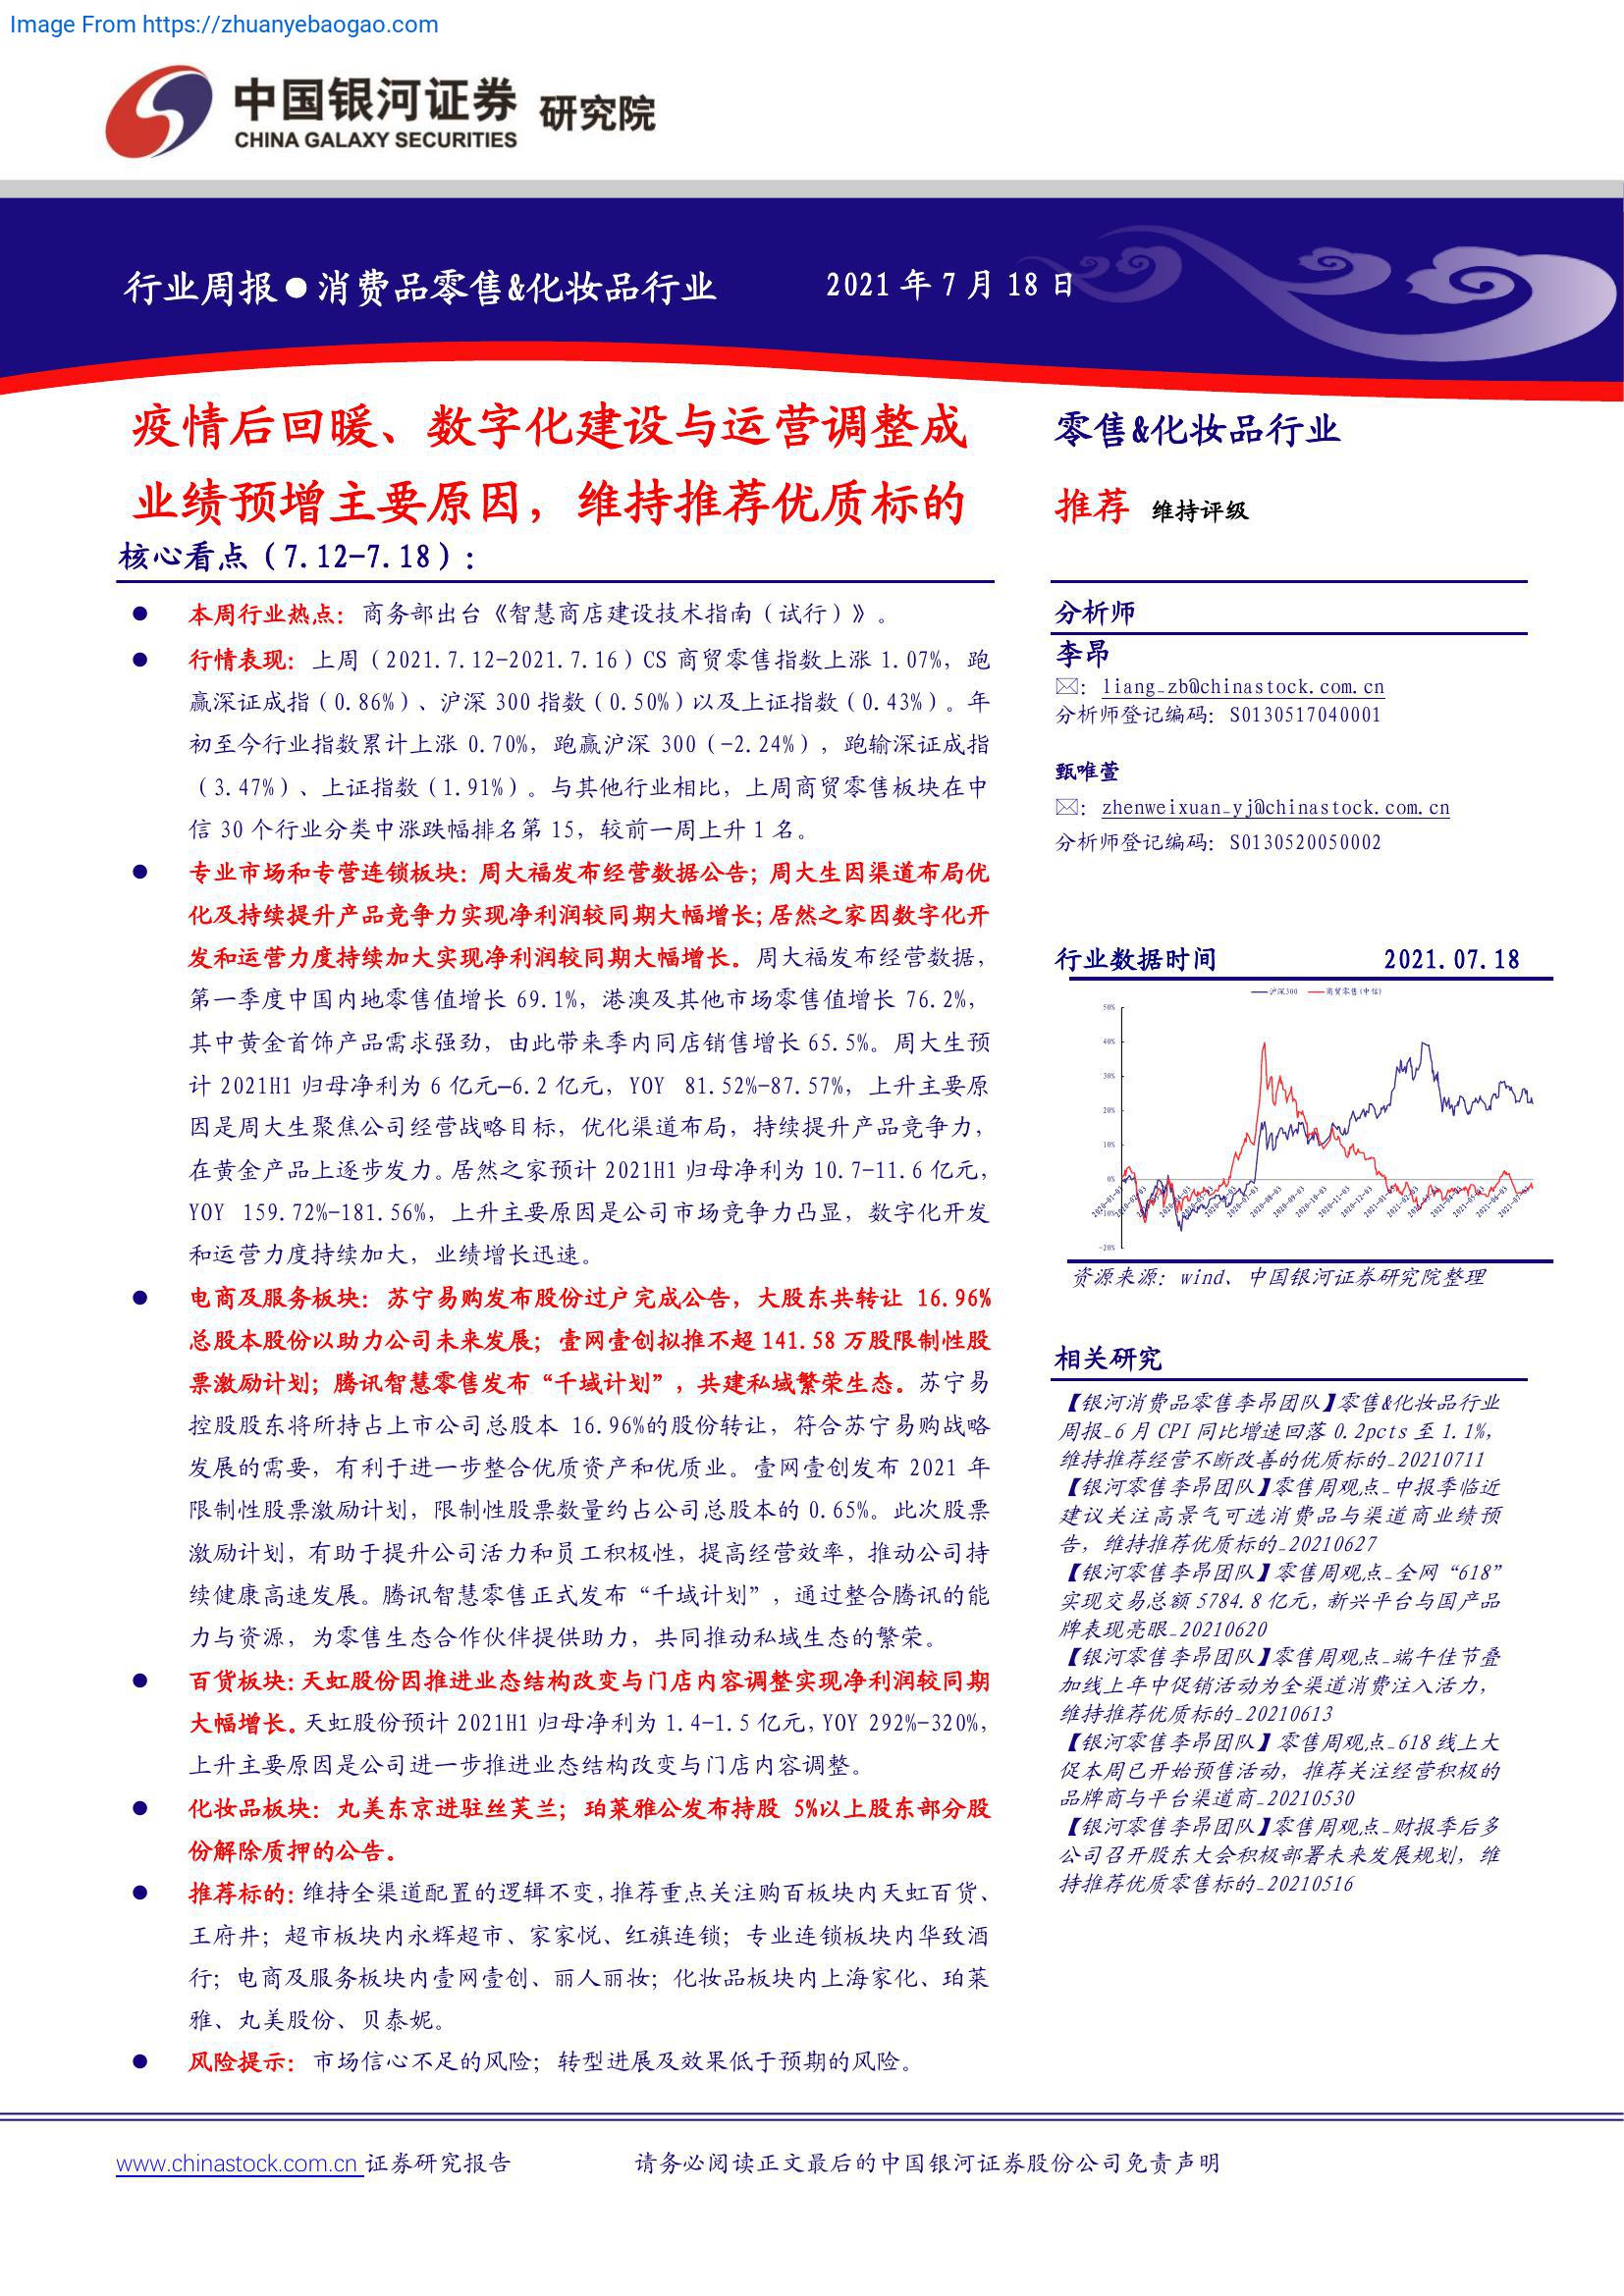 Image From https://zhuanyebaogao.com
中国银河证券 研究院
CHINA GALAXY SECURITIES
行业周报●消费品零售&化妆品行业 2021 年 7 月 18 日
疫情后回暖、数字化建设与运营调整成
业绩预增主要原因，维持推荐优质标的
核心看点（7.12-7.18）：
● 本周行业热点：商务部出台《智慧商店建设技术指南（试行）》。
● 行情表现：上周（2021.7.12-2021.7.16）CS 商贸零售指数上涨 1.07%，跑
赢深证成指（0.86%）、沪深 300 指数（0.50%）以及上证指数（0.43%）。年
初至今行业指数累计上涨 0.70%，跑赢沪深 300（-2.24%），跑输深证成指
（3.47%）、上证指数（1.91%）。与其他行业相比，上周商贸零售板块在中
信 30 个行业分类中涨跌幅排名第 15，较前一周上升 1 名。
● 专业市场和专营连锁板块：周大福发布经营数据公告；周大生因渠道布局优
化及持续提升产品竞争力实现净利润较同期大幅增长；居然之家因数字化开
发和运营力度持续加大实现净利润较同期大幅增长。周大福发布经营数据，
第一季度中国内地零售值增长 69.1%，港澳及其他市场零售值增长 76.2%，
其中黄金首饰产品需求强劲，由此带来季内同店销售增长 65.5%。周大生预
计 2021H1 归母净利为 6 亿元—6.2 亿元，YOY 81.52%-87.57%，上升主要原
因是周大生聚焦公司经营战略目标，优化渠道布局，持续提升产品竞争力，
在黄金产品上逐步发力。居然之家预计 2021H1 归母净利为 10.7-11.6 亿元，
YOY 159.72%-181.56%，上升主要原因是公司市场竞争力凸显，数字化开发
和运营力度持续加大，业绩增长迅速。
● 电商及服务板块：苏宁易购发布股份过户完成公告，大股东共转让 16.96%
总股本股份以助力公司未来发展；壹网壹创拟推不超 141.58 万股限制性股
票激励计划；腾讯智慧零售发布“千域计划”，共建私域繁荣生态。苏宁易
控股股东将所持占上市公司总股本 16.96%的股份转让，符合苏宁易购战略
发展的需要，有利于进一步整合优质资产和优质业。壹网壹创发布 2021 年
限制性股票激励计划，限制性股票数量约占公司总股本的 0.65%。此次股票
激励计划，有助于提升公司活力和员工积极性，提高经营效率，推动公司持
续健康高速发展。腾讯智慧零售正式发布“千域计划”，通过整合腾讯的能
力与资源，为零售生态合作伙伴提供助力，共同推动私域生态的繁荣。
● 百货板块：天虹股份因推进业态结构改变与门店内容调整实现净利润较同期
大幅增长。天虹股份预计 2021H1 归母净利为 1.4-1.5 亿元，YOY 292%-320%，
上升主要原因是公司进一步推进业态结构改变与门店内容调整。
● 化妆品板块：丸美东京进驻丝芙兰；珀莱雅公发布持股 5%以上股东部分股
份解除质押的公告。
● 推荐标的：维持全渠道配置的逻辑不变，推荐重点关注购百板块内天虹百货、
王府井；超市板块内永辉超市、家家悦、红旗连锁；专业连锁板块内华致酒
行；电商及服务板块内壹网壹创、丽人丽妆；化妆品板块内上海家化、珀莱
雅、丸美股份、贝泰妮。
● 风险提示：市场信心不足的风险；转型进展及效果低于预期的风险。
零售&化妆品行业
推荐 维持评级
分析师
李昂
✉：liang_zb@chinastock.com.cn
分析师登记编码：S0130517040001
甄唯萱
✉：zhenweixuan_yj@chinastock.com.cn
分析师登记编码：S0130520050002
行业数据时间 2021.07.18
沪深300 商贸零售(中信)
50%
40%
30%
20%
10%
0%
-10%
-20%
资源来源：wind、中国银河证券研究院整理
相关研究
【银河消费品零售李昂团队】零售&化妆品行业
周报_6 月 CPI 同比增速回落 0.2pcts 至 1.1%，
维持推荐经营不断改善的优质标的_20210711
【银河零售李昂团队】零售周观点_中报季临近
建议关注高景气可选消费品与渠道商业绩预
告，维持推荐优质标的_20210627
【银河零售李昂团队】零售周观点_全网“618”
实现交易总额 5784.8 亿元，新兴平台与国产品
牌表现亮眼_20210620
【银河零售李昂团队】零售周观点_端午佳节叠
加线上年中促销活动为全渠道消费注入活力，
维持推荐优质标的_20210613
【银河零售李昂团队】零售周观点_618 线上大
促本周已开始预售活动，推荐关注经营积极的
品牌商与平台渠道商_20210530
【银河零售李昂团队】零售周观点_财报季后多
公司召开股东大会积极部署未来发展规划，维
持推荐优质零售标的_20210516
www.chinastock.com.cn 证券研究报告 请务必阅读正文最后的中国银河证券股份公司免责声明